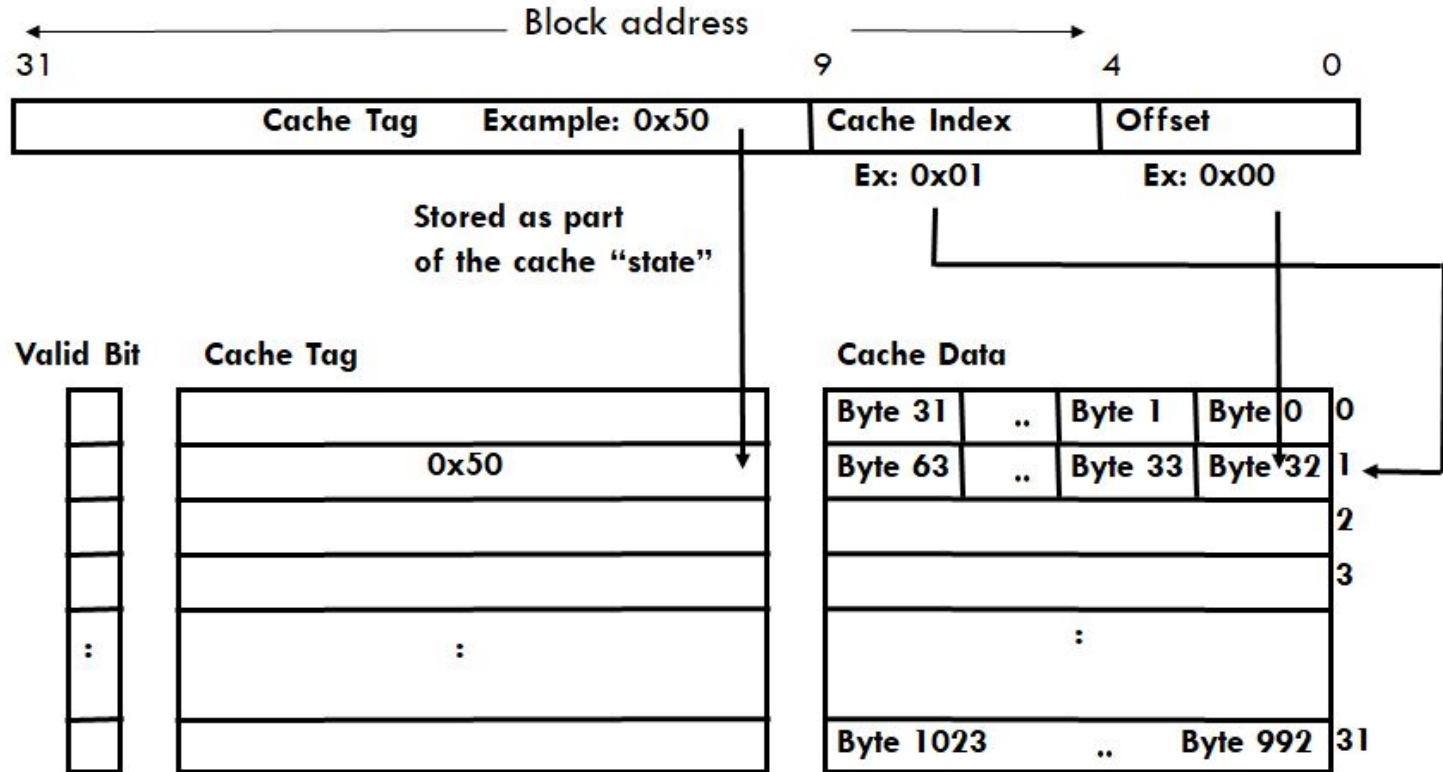 Block address
31 9 4 0
Cache Tag Example: 0x50 Cache Index Offset
Ex: 0x01 Ex: 0x00
Stored as part
of the cache “state”
Valid Bit Cache Tag Cache Data
Byte 31 .. Byte 1 Byte 0 0
0x50 Byte 63 .. Byte 33 Byte 32 1
2
3
: : :
Byte 1023 .. Byte 992 31